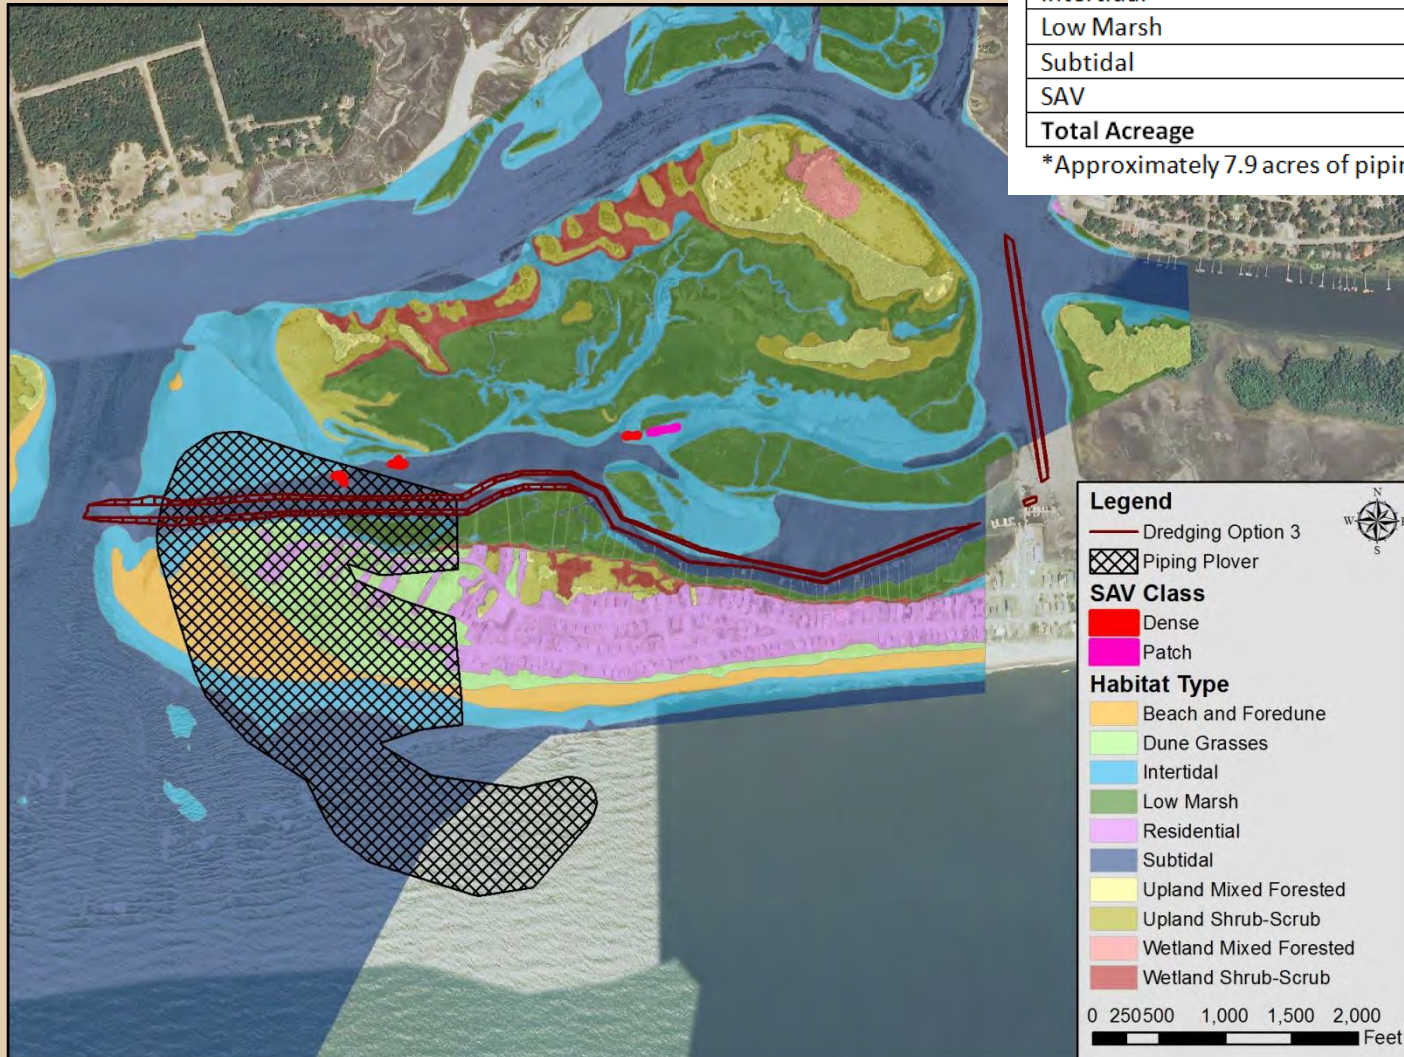 Low Marsh
Subtidal
SAV
Total Acreage
*Approximately 7.9 acres of pipin
Legend
N
W
E
S
Dredging Option 3
Piping Plover
SAV Class
Dense
Patch
Habitat Type
Beach and Foredune
Dune Grasses
Intertidal
Low Marsh
Residential
Subtidal
Upland Mixed Forested
Upland Shrub-Scrub
Wetland Mixed Forested
Wetland Shrub-Scrub
0 250 500 1,000 1,500 2,000
Feet